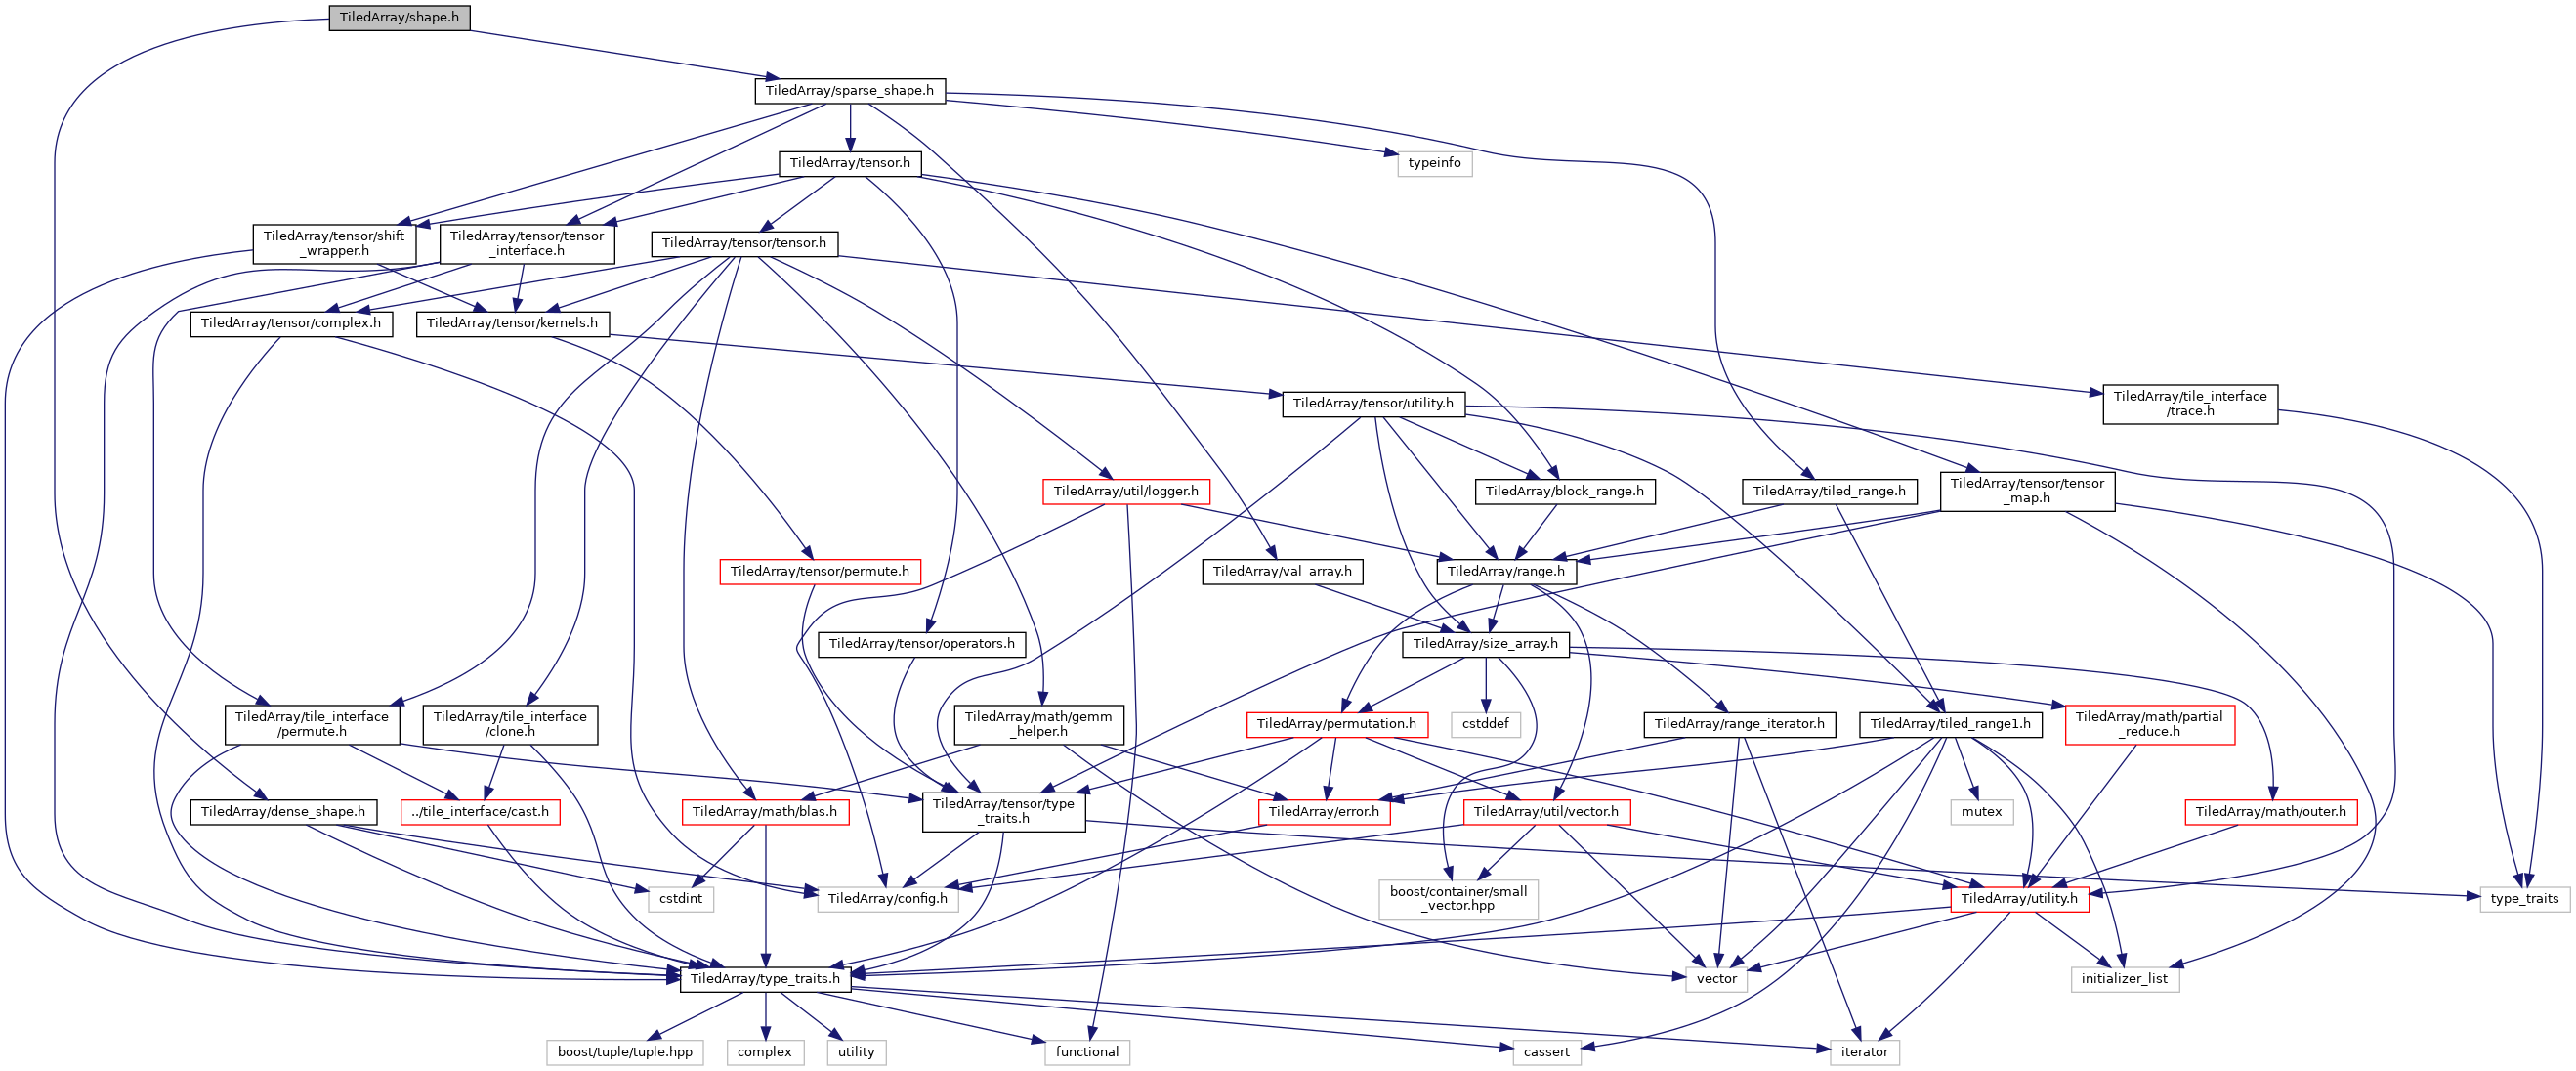 TiledArray/shape.h
TiledArray/sparse_shape.h
TiledArray/tensor.h
typeinfo
TiledArray/tensor/shift
_wrapper.h
TiledArray/tensor/tensor
_interface.h
TiledArray/tensor/tensor.h
TiledArray/tensor/complex.h
TiledArray/tensor/kernels.h
TiledArray/tensor/utility.h
TiledArray/tile_interface
/trace.h
TiledArray/util/logger.h
TiledArray/block_range.h
TiledArray/tiled_range.h
TiledArray/tensor/tensor
_map.h
TiledArray/tensor/permute.h
TiledArray/val_array.h
TiledArray/range.h
TiledArray/tensor/operators.h
TiledArray/size_array.h
TiledArray/tile_interface
/permute.h
TiledArray/tile_interface
/clone.h
TiledArray/math/gemm
_helper.h
TiledArray/permutation.h
cstddef
TiledArray/range_iterator.h
TiledArray/tiled_range1.h
TiledArray/math/partial
_reduce.h
TiledArray/dense_shape.h
../tile_interface/cast.h
TiledArray/math/blas.h
TiledArray/tensor/type
_traits.h
TiledArray/error.h
TiledArray/util/vector.h
mutex
TiledArray/math/outer.h
cstdint
TiledArray/config.h
boost/container/small
_vector.hpp
TiledArray/utility.h
type_traits
TiledArray/type_traits.h
vector
initializer_list
boost/tuple/tuple.hpp
complex
utility
functional
cassert
iterator